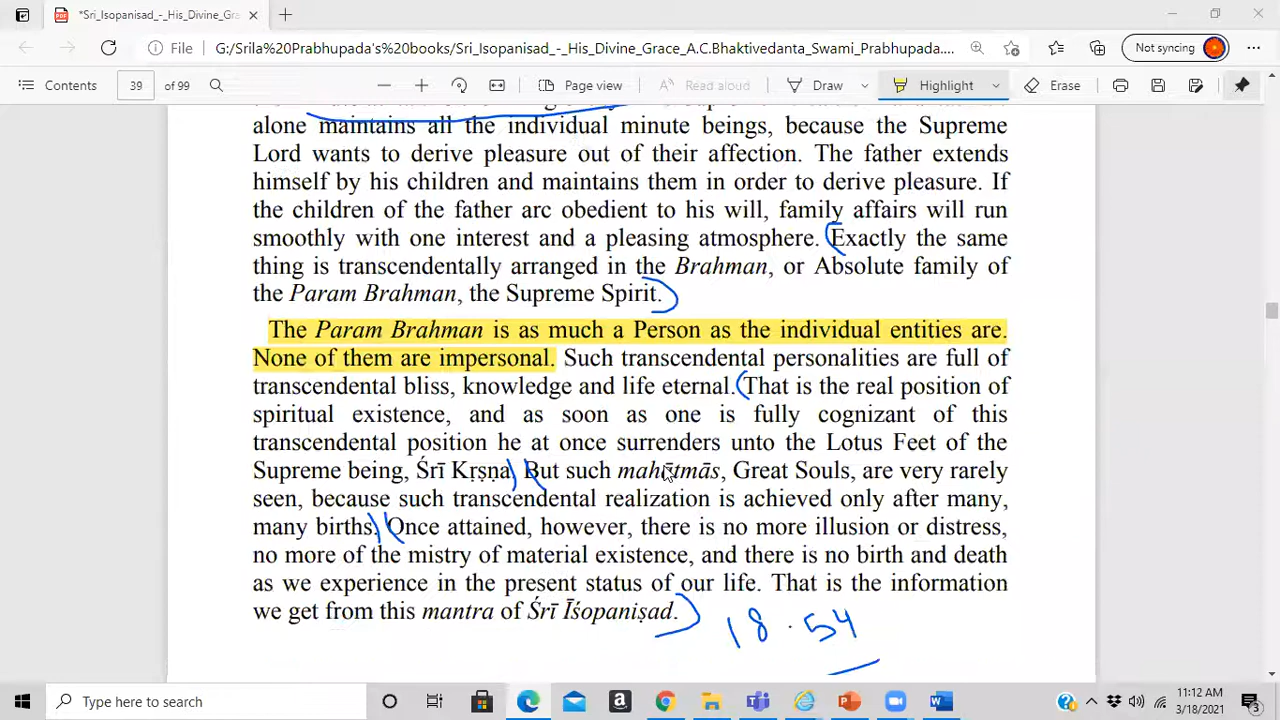 *Sri_Isopanisad_-_His_Divine_Gra
File G:/Srila%20Prabhupada's%20books/Sri_Isopanisad_-_His_Divine_Grace_A.C.Bhaktivedanta_Swami_Prabhupada.... Not syncing
Contents 39 of 99 Page view Read aloud Draw Highlight Erase
alone maintains all the individual minute beings, because the Supreme
Lord wants to derive pleasure out of their affection. The father extends
himself by his children and maintains them in order to derive pleasure. If
the children of the father arc obedient to his will, family affairs will run
smoothly with one interest and a pleasing atmosphere. Exactly the same
thing is transcendentally arranged in the Brahman, or Absolute family of
the Param Brahman, the Supreme Spirit.
The Param Brahman is as much a Person as the individual entities are.
None of them are impersonal. Such transcendental personalities are full of
transcendental bliss, knowledge and life eternal. That is the real position of
spiritual existence, and as soon as one is fully cognizant of this
transcendental position he at once surrenders unto the Lotus Feet of the
Supreme being, Śrī Kṛṣṇa. But such mahātmās, Great Souls, are very rarely
seen, because such transcendental realization is achieved only after many,
many births. Once attained, however, there is no more illusion or distress,
no more of the mistry of material existence, and there is no birth and death
as we experience in the present status of our life. That is the information
we get from this mantra of Śrī Īśopaniṣad.
18.54
Type here to search
11:12 AM
3/18/2021
3